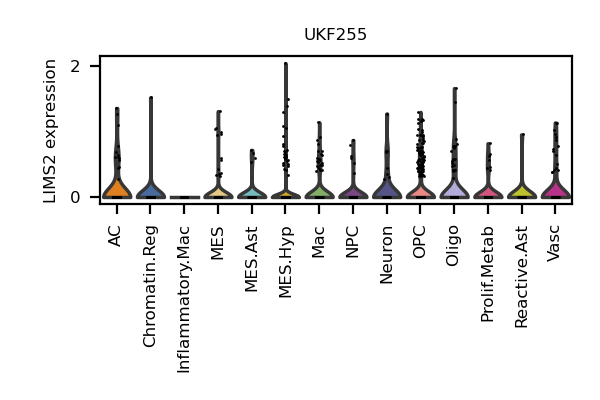 UKF255
LIMS2 expression
2
0
AC
Chromatin.Reg
Inflammatory.Mac
MES
MES.Ast
MES.Hyp
Mac
NPC
Neuron
OPC
Oligo
Prolif.Metab
Reactive.Ast
Vasc